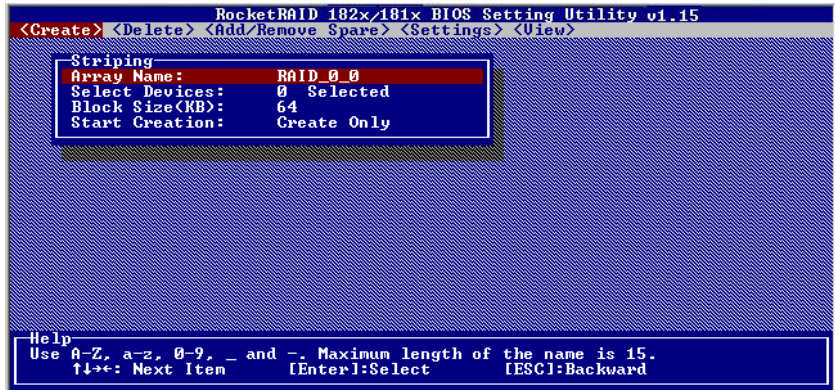 RocketRAID 182x/181x BIOS Setting Utility v1.15
<Create> <Delete> <Add/Remove Spare> <Settings> <View>
Striping
Array Name: RAID_0_0
Select Devices: 0 Selected
Block Size(KB): 64
Start Creation: Create Only
Help
Use A-Z, a-z, 0-9, _ and -. Maximum length of the name is 15.
↑↓→←: Next Item [Enter]:Select [ESC]:Backward